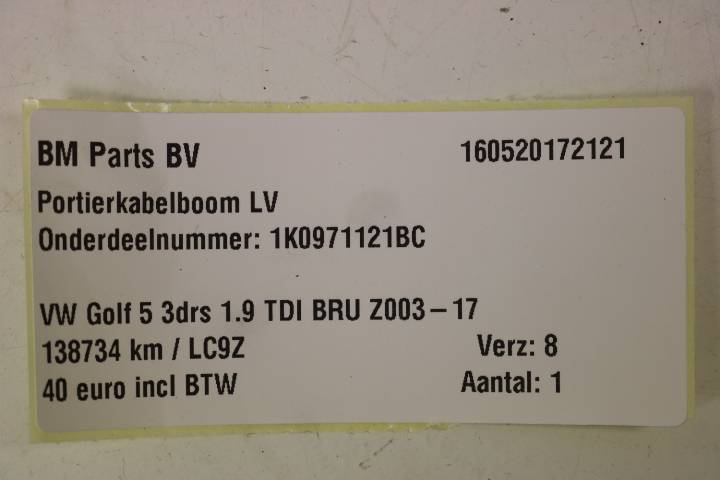 BM Parts BV 160520172121
Portierkabelboom LV
Onderdeelnummer: 1K0971121BC
VW Golf 5 3drs 1.9 TDI BRU Z003-17
138734 km / LC9Z Verz: 8
40 euro incl BTW Aantal: 1